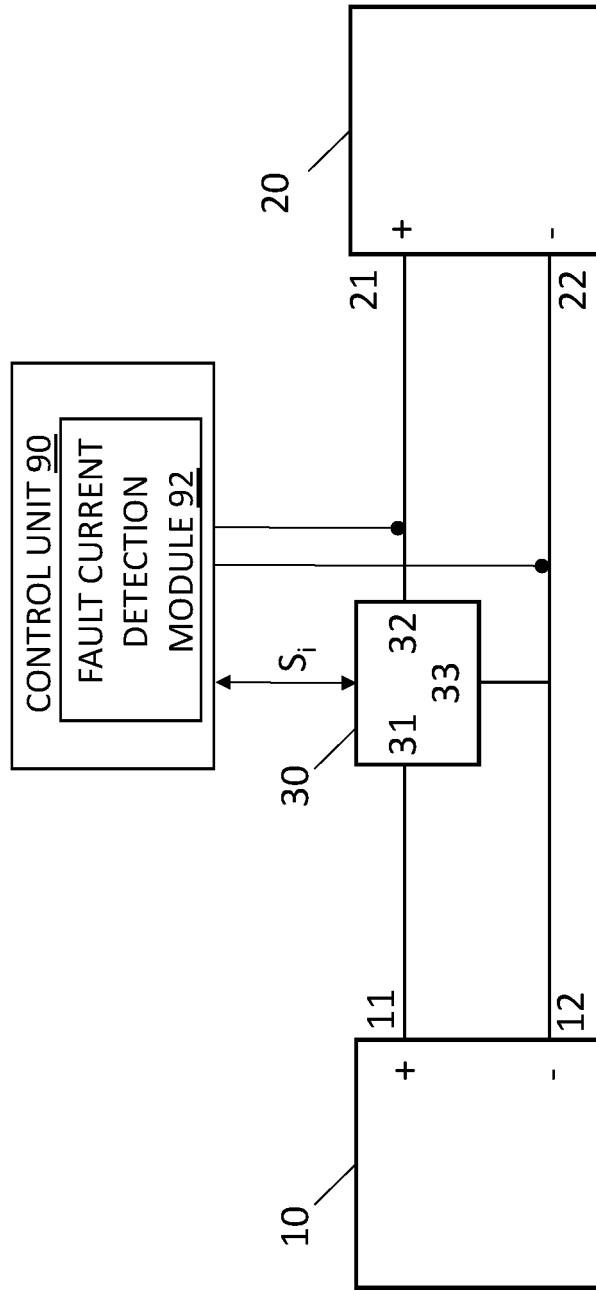 CONTROL UNIT 90
FAULT CURRENT
DETECTION
MODULE 92
Si
10
11
+
12
-
30
31
32
33
20
21
+
22
-